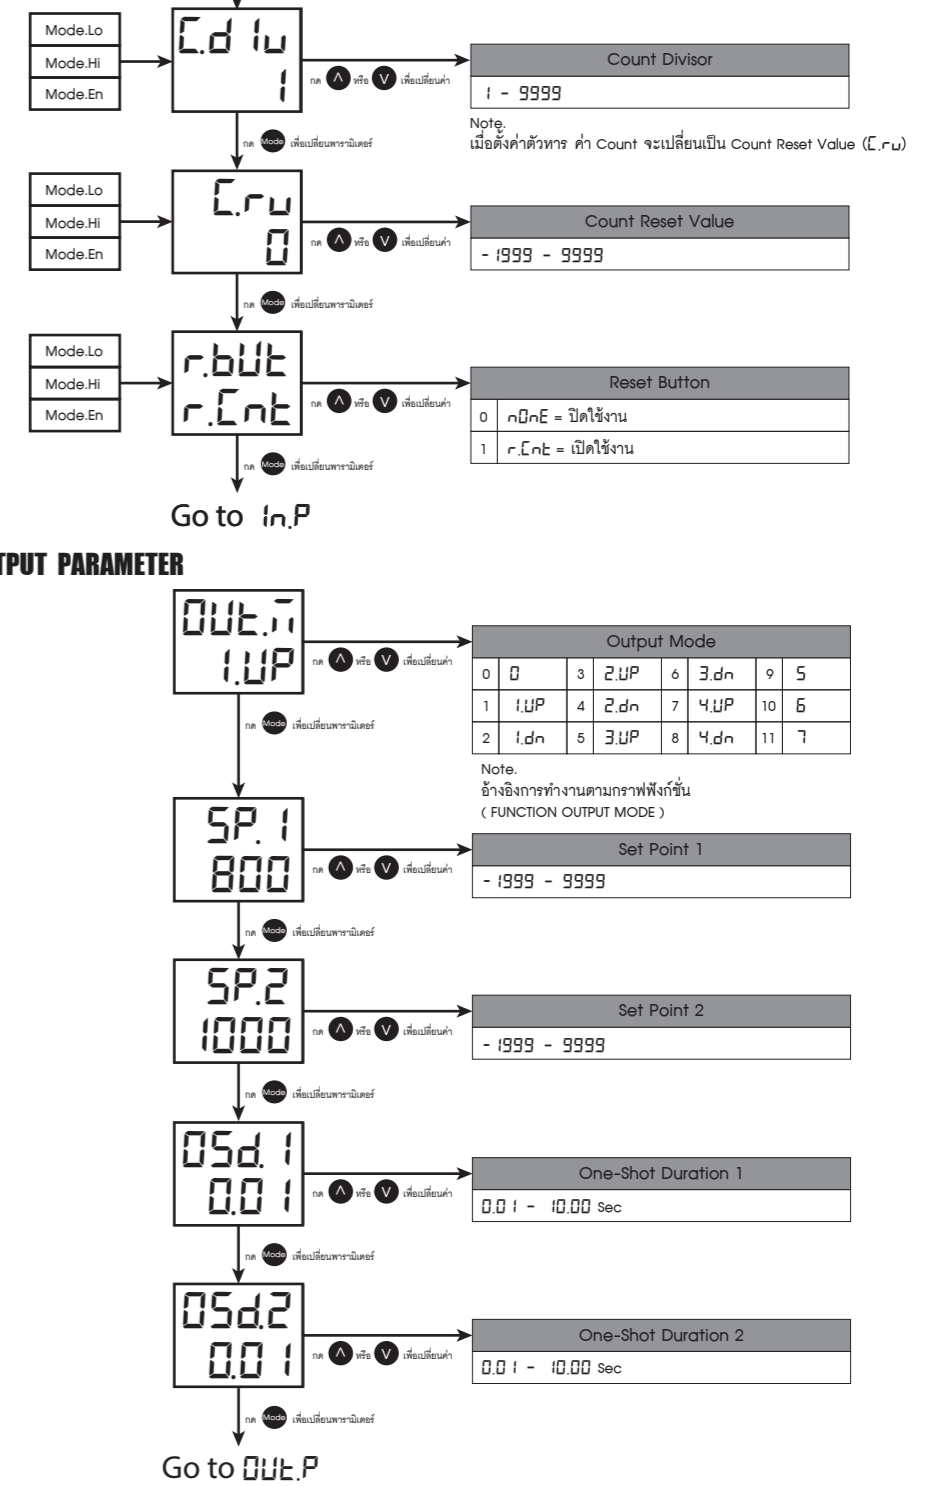 Mode.Lo
Mode.Hi
Mode.En
C.dIv
1
กด ∧ หรือ V เพื่อเปลี่ยนค่า
Count Divisor
1 - 9999
Note.
เมื่อตั้งค่าตัวหาร ค่า Count จะเปลี่ยนเป็น Count Reset Value (C.rv)
กด Mode เพื่อเปลี่ยนพารามิเตอร์
Mode.Lo
Mode.Hi
Mode.En
C.rv
0
กด ∧ หรือ V เพื่อเปลี่ยนค่า
Count Reset Value
-1999 - 9999
กด Mode เพื่อเปลี่ยนพารามิเตอร์
Mode.Lo
Mode.Hi
Mode.En
r.bUt
r.Cnt
กด ∧ หรือ V เพื่อเปลี่ยนค่า
Reset Button
0 nOnE = ปิดใช้งาน
1 r.Cnt = เปิดใช้งาน
กด Mode เพื่อเปลี่ยนพารามิเตอร์
Go to In.P
TPUT PARAMETER
OUt.m
1.UP
กด ∧ หรือ V เพื่อเปลี่ยนค่า
Output Mode
0 0 3 2.UP 6 3.dn 9 5
1 1.UP 4 2.dn 7 4.UP 10 6
2 1.dn 5 3.UP 8 4.dn 11 7
Note.
อ้างอิงการทำงานตามกราฟฟังก์ชั่น
( FUNCTION OUTPUT MODE )
กด Mode เพื่อเปลี่ยนพารามิเตอร์
SP. 1
800
กด ∧ หรือ V เพื่อเปลี่ยนค่า
Set Point 1
-1999 - 9999
กด Mode เพื่อเปลี่ยนพารามิเตอร์
SP.2
1000
กด ∧ หรือ V เพื่อเปลี่ยนค่า
Set Point 2
-1999 - 9999
กด Mode เพื่อเปลี่ยนพารามิเตอร์
OSd.1
0.01
กด ∧ หรือ V เพื่อเปลี่ยนค่า
One-Shot Duration 1
0.01 - 10.00 Sec
กด Mode เพื่อเปลี่ยนพารามิเตอร์
OSd.2
0.01
กด ∧ หรือ V เพื่อเปลี่ยนค่า
One-Shot Duration 2
0.01 - 10.00 Sec
กด Mode เพื่อเปลี่ยนพารามิเตอร์
Go to OUt.P